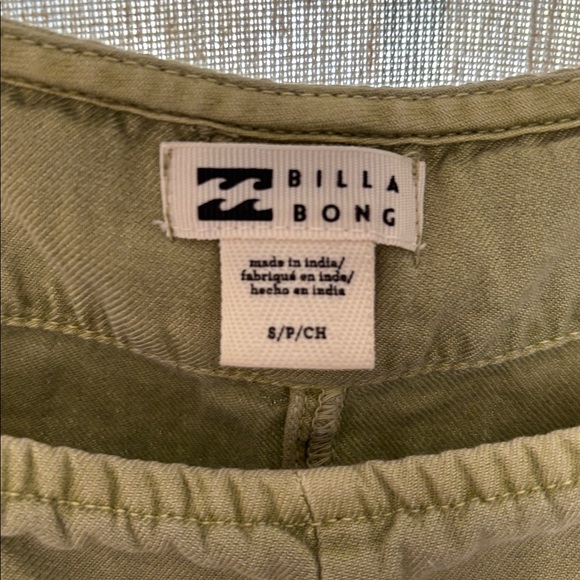 BILLA
BONG
made in india/
fabriqué en inde/
hecho en india
S/P/CH